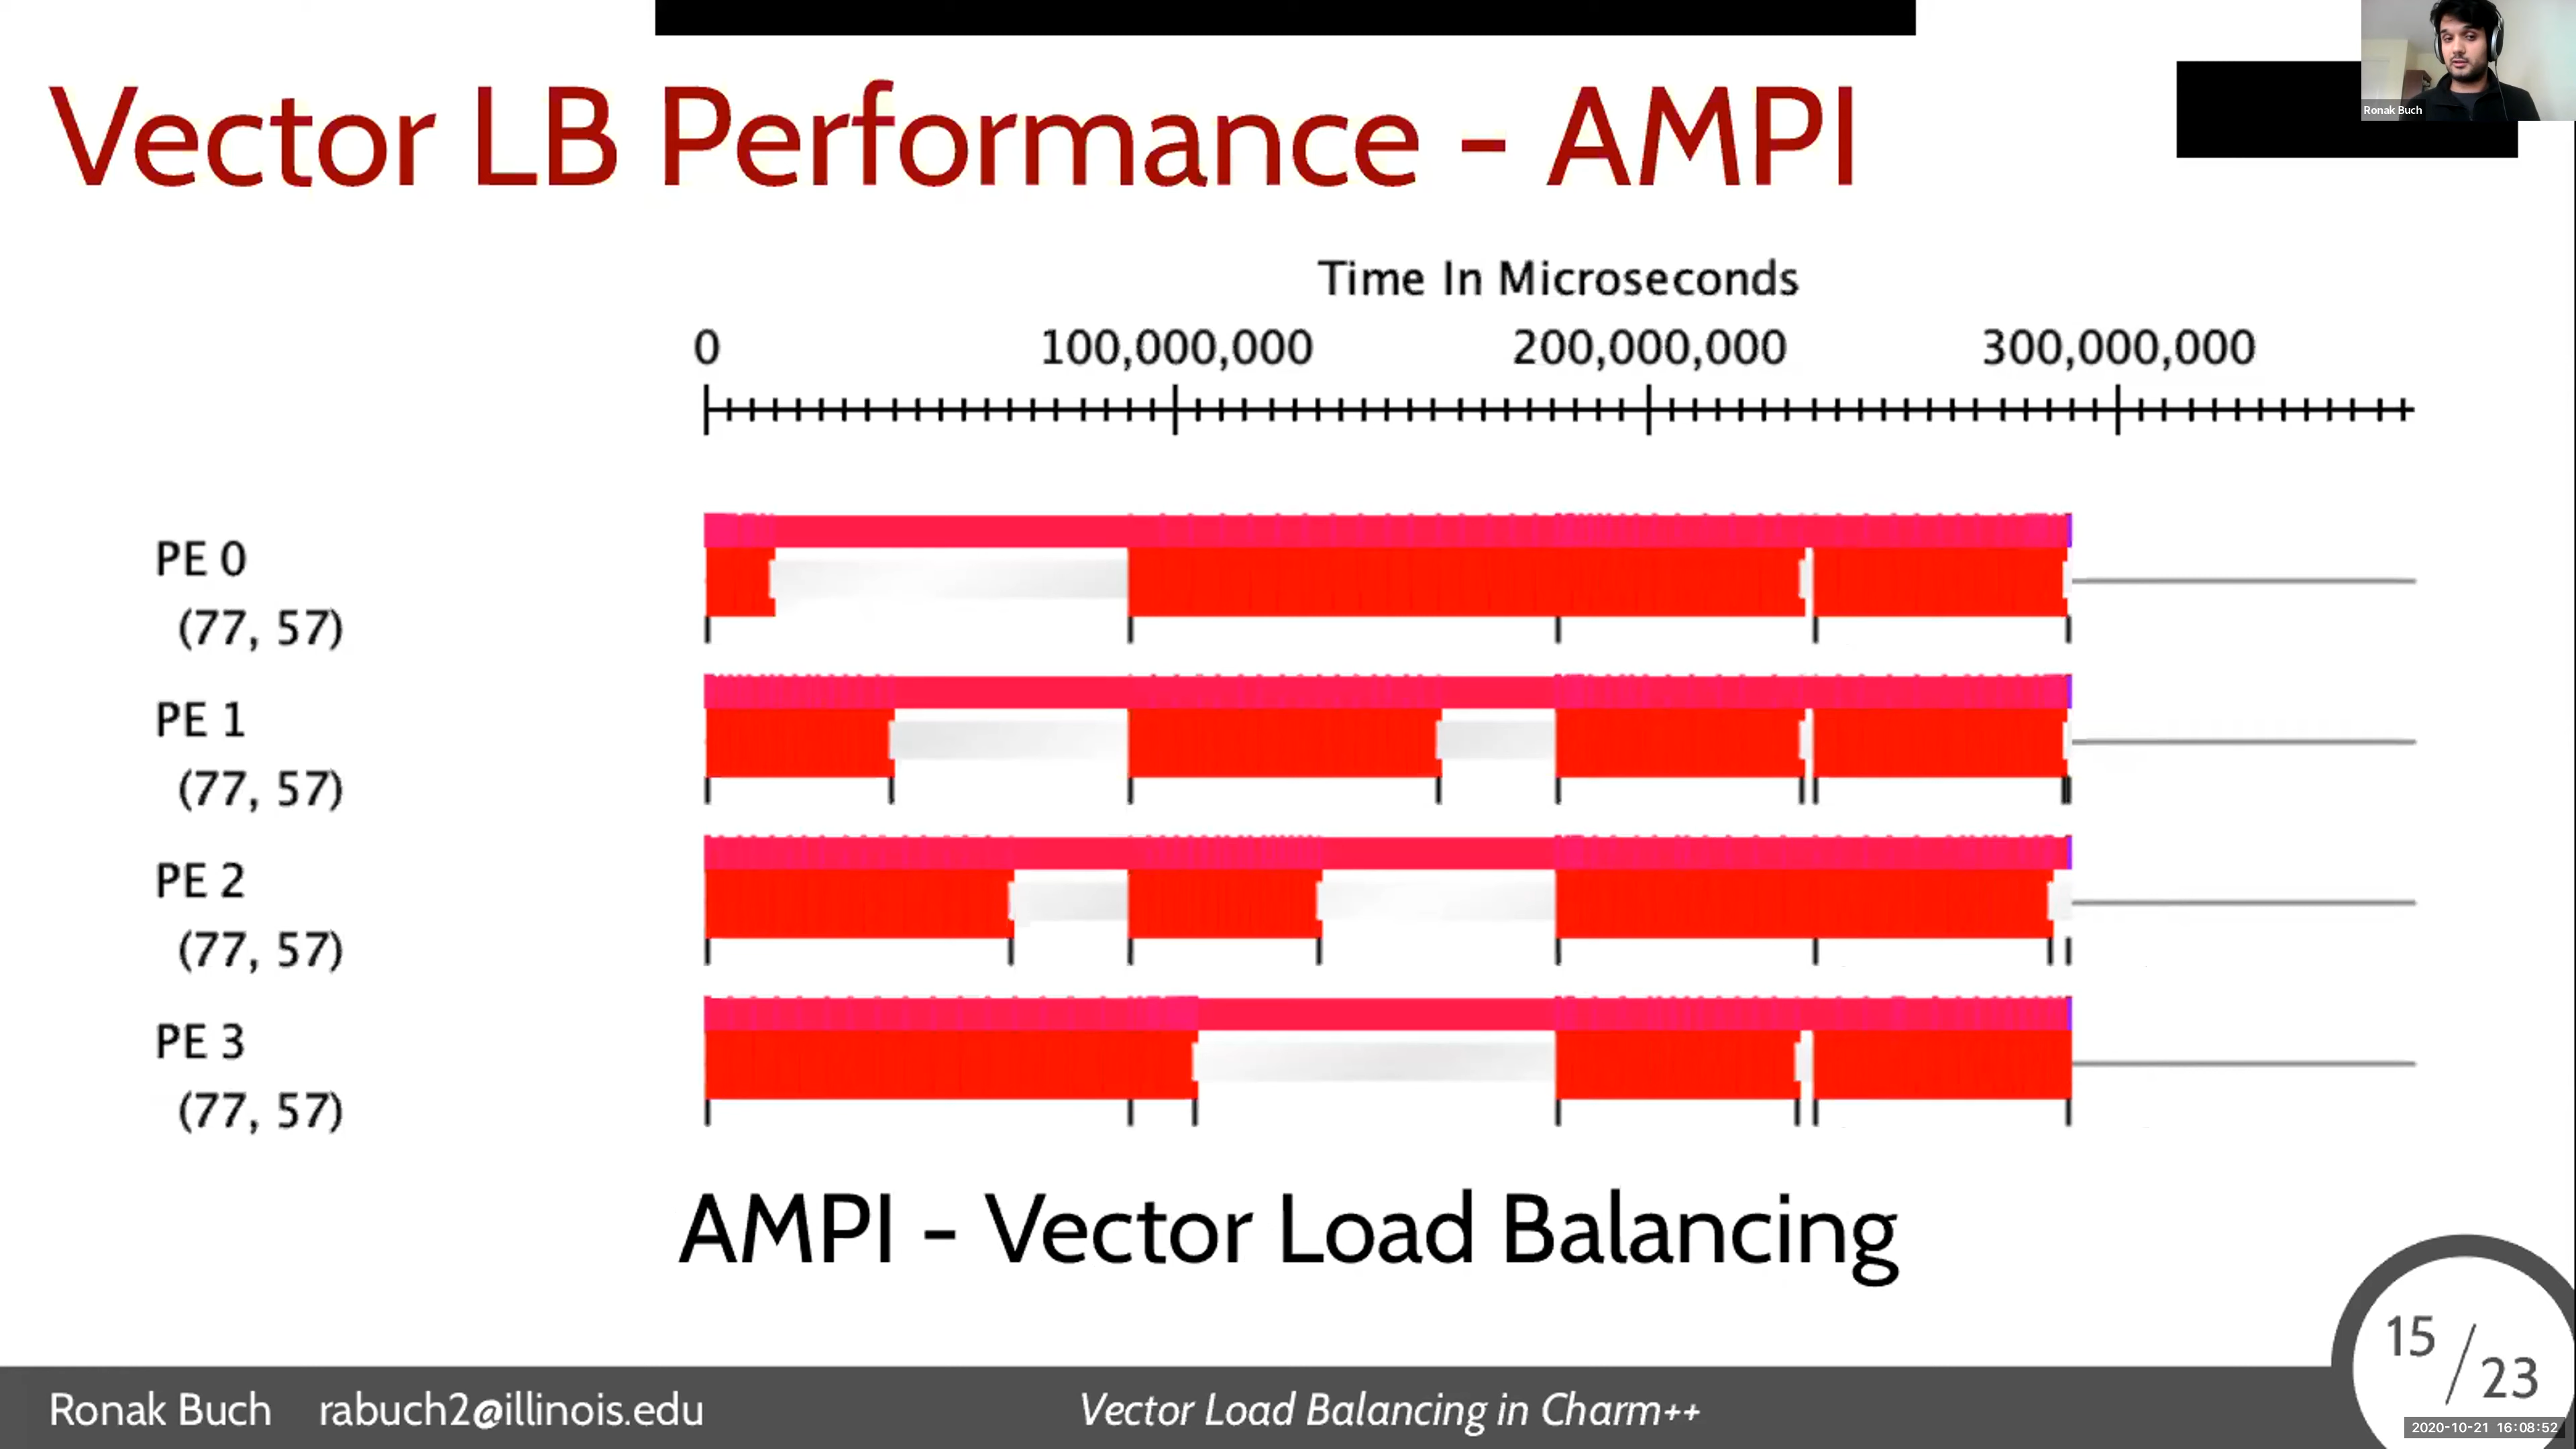 Vector LB Performance - AMPI
Ronak Buch
Time In Microseconds
0 100,000,000 200,000,000 300,000,000
PE 0
(77, 57)
PE 1
(77, 57)
PE 2
(77, 57)
PE 3
(77, 57)
AMPI - Vector Load Balancing
15/23
Ronak Buch rabuch2@illinois.edu Vector Load Balancing in Charm++
2020-10-21 16:08:52